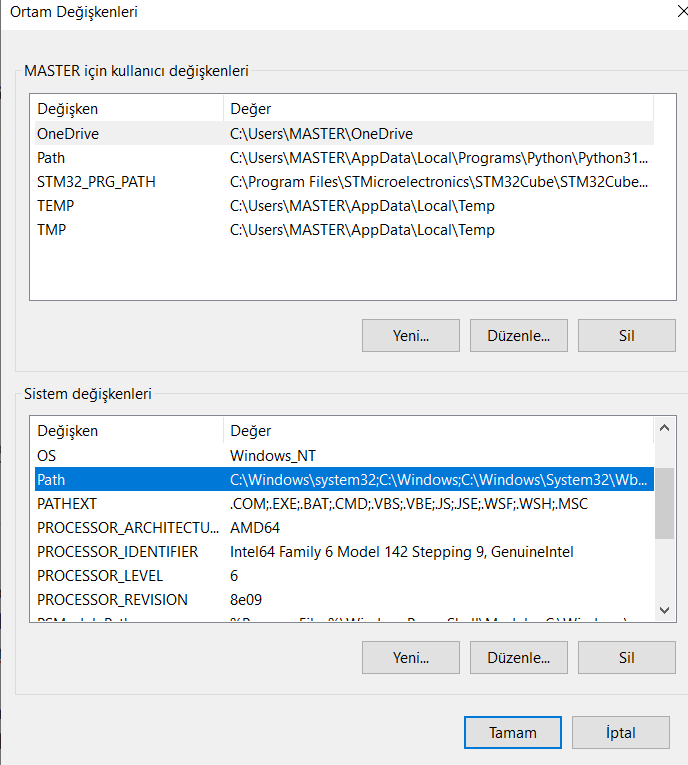 Ortam Değişkenleri
MASTER için kullanıcı değişkenleri
Değişken Değer
OneDrive C:\Users\MASTER\OneDrive
Path C:\Users\MASTER\AppData\Local\Programs\Python\Python31...
STM32_PRG_PATH C:\Program Files\STMicroelectronics\STM32Cube\STM32Cube...
TEMP C:\Users\MASTER\AppData\Local\Temp
TMP C:\Users\MASTER\AppData\Local\Temp
Yeni... Düzenle... Sil
Sistem değişkenleri
Değişken Değer
OS Windows_NT
Path C:\Windows\system32;C:\Windows;C:\Windows\System32\Wb...
PATHEXT .COM;.EXE;.BAT;.CMD;.VBS;.VBE;.JS;.JSE;.WSF;.WSH;.MSC
PROCESSOR_ARCHITECTU... AMD64
PROCESSOR_IDENTIFIER Intel64 Family 6 Model 142 Stepping 9, GenuineIntel
PROCESSOR_LEVEL 6
PROCESSOR_REVISION 8e09
Yeni... Düzenle... Sil
Tamam İptal